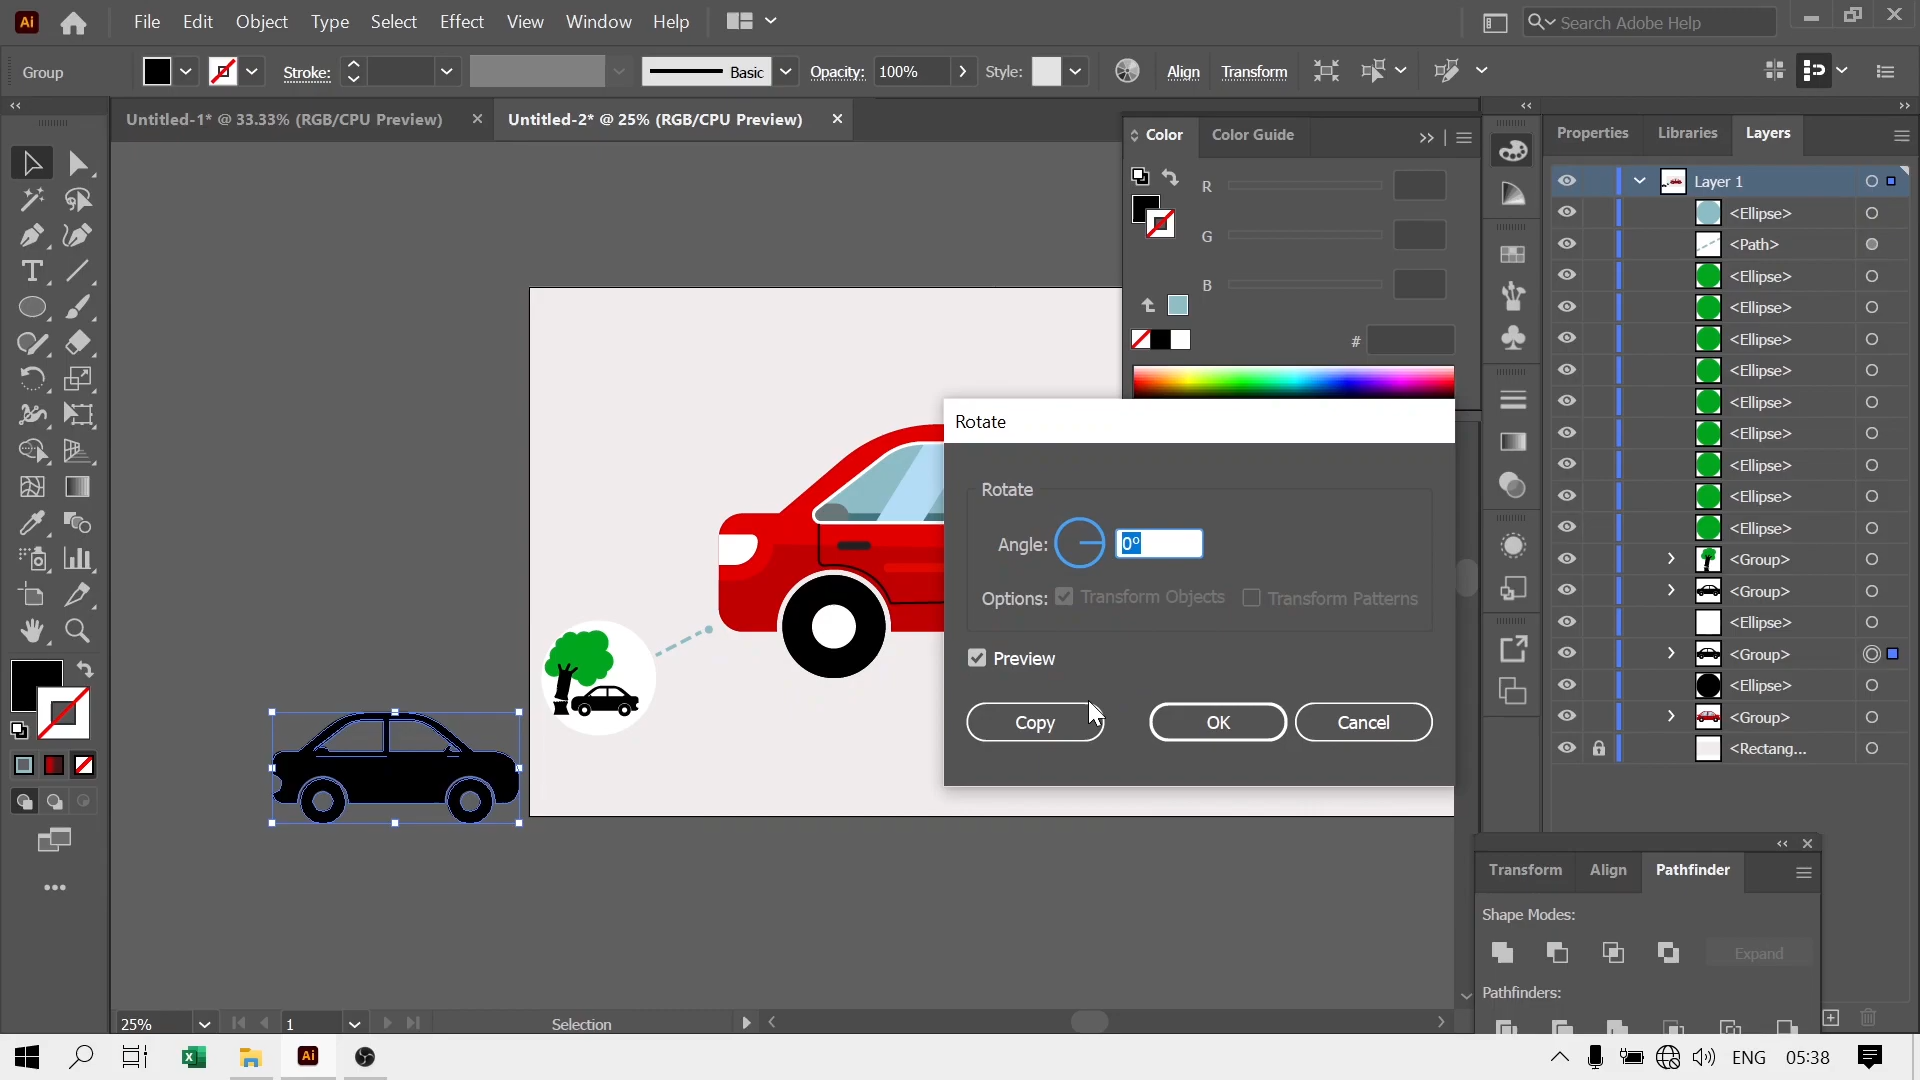 Ai File Edit Object Type Select Effect View Window Help Search Adobe Help
Group Stroke: Basic Opacity: 100% Style: Align Transform
Untitled-1* @ 33.33% (RGB/CPU Preview) Untitled-2* @ 25% (RGB/CPU Preview)
Color Color Guide
R
G
B
#
Properties Libraries Layers
Layer 1
<Ellipse>
<Path>
<Ellipse>
<Ellipse>
<Ellipse>
<Ellipse>
<Ellipse>
<Ellipse>
<Ellipse>
<Ellipse>
<Ellipse>
<Group>
<Group>
<Ellipse>
<Group>
<Ellipse>
<Group>
<Rectang...
Rotate
Rotate
Angle: 0°
Options: Transform Objects Transform Patterns
Preview
Copy OK Cancel
Transform Align Pathfinder
Shape Modes:
Expand
Pathfinders:
25% 1 Selection
Ai ENG 05:38